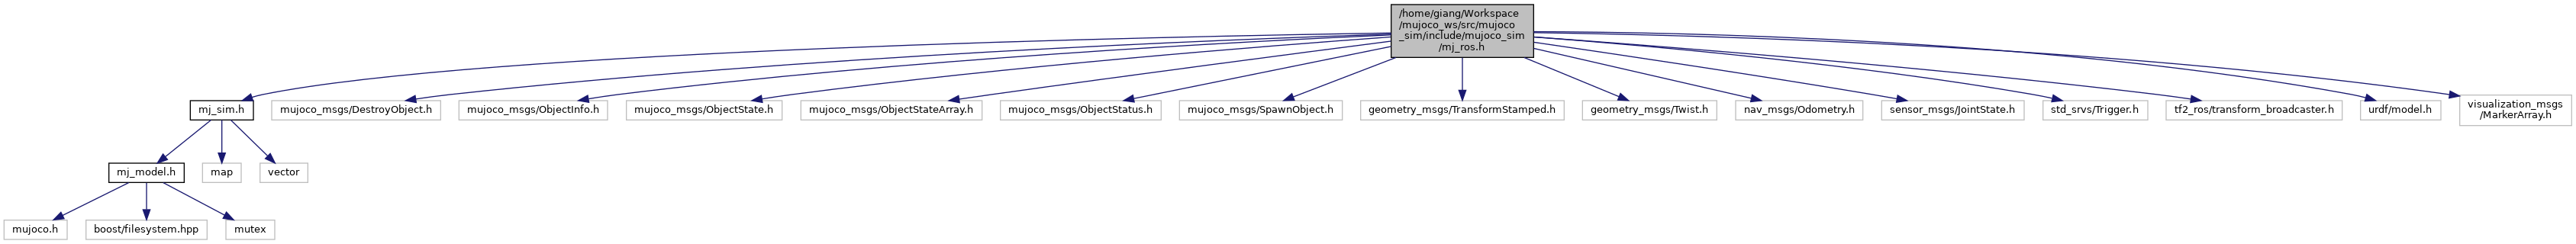 /home/giang/Workspace
/mujoco_ws/src/mujoco
_sim/include/mujoco_sim
/mj_ros.h
mj_sim.h
mujoco_msgs/DestroyObject.h
mujoco_msgs/ObjectInfo.h
mujoco_msgs/ObjectState.h
mujoco_msgs/ObjectStateArray.h
mujoco_msgs/ObjectStatus.h
mujoco_msgs/SpawnObject.h
geometry_msgs/TransformStamped.h
geometry_msgs/Twist.h
nav_msgs/Odometry.h
sensor_msgs/JointState.h
std_srvs/Trigger.h
tf2_ros/transform_broadcaster.h
urdf/model.h
visualization_msgs
/MarkerArray.h
mj_model.h
map
vector
mujoco.h
boost/filesystem.hpp
mutex